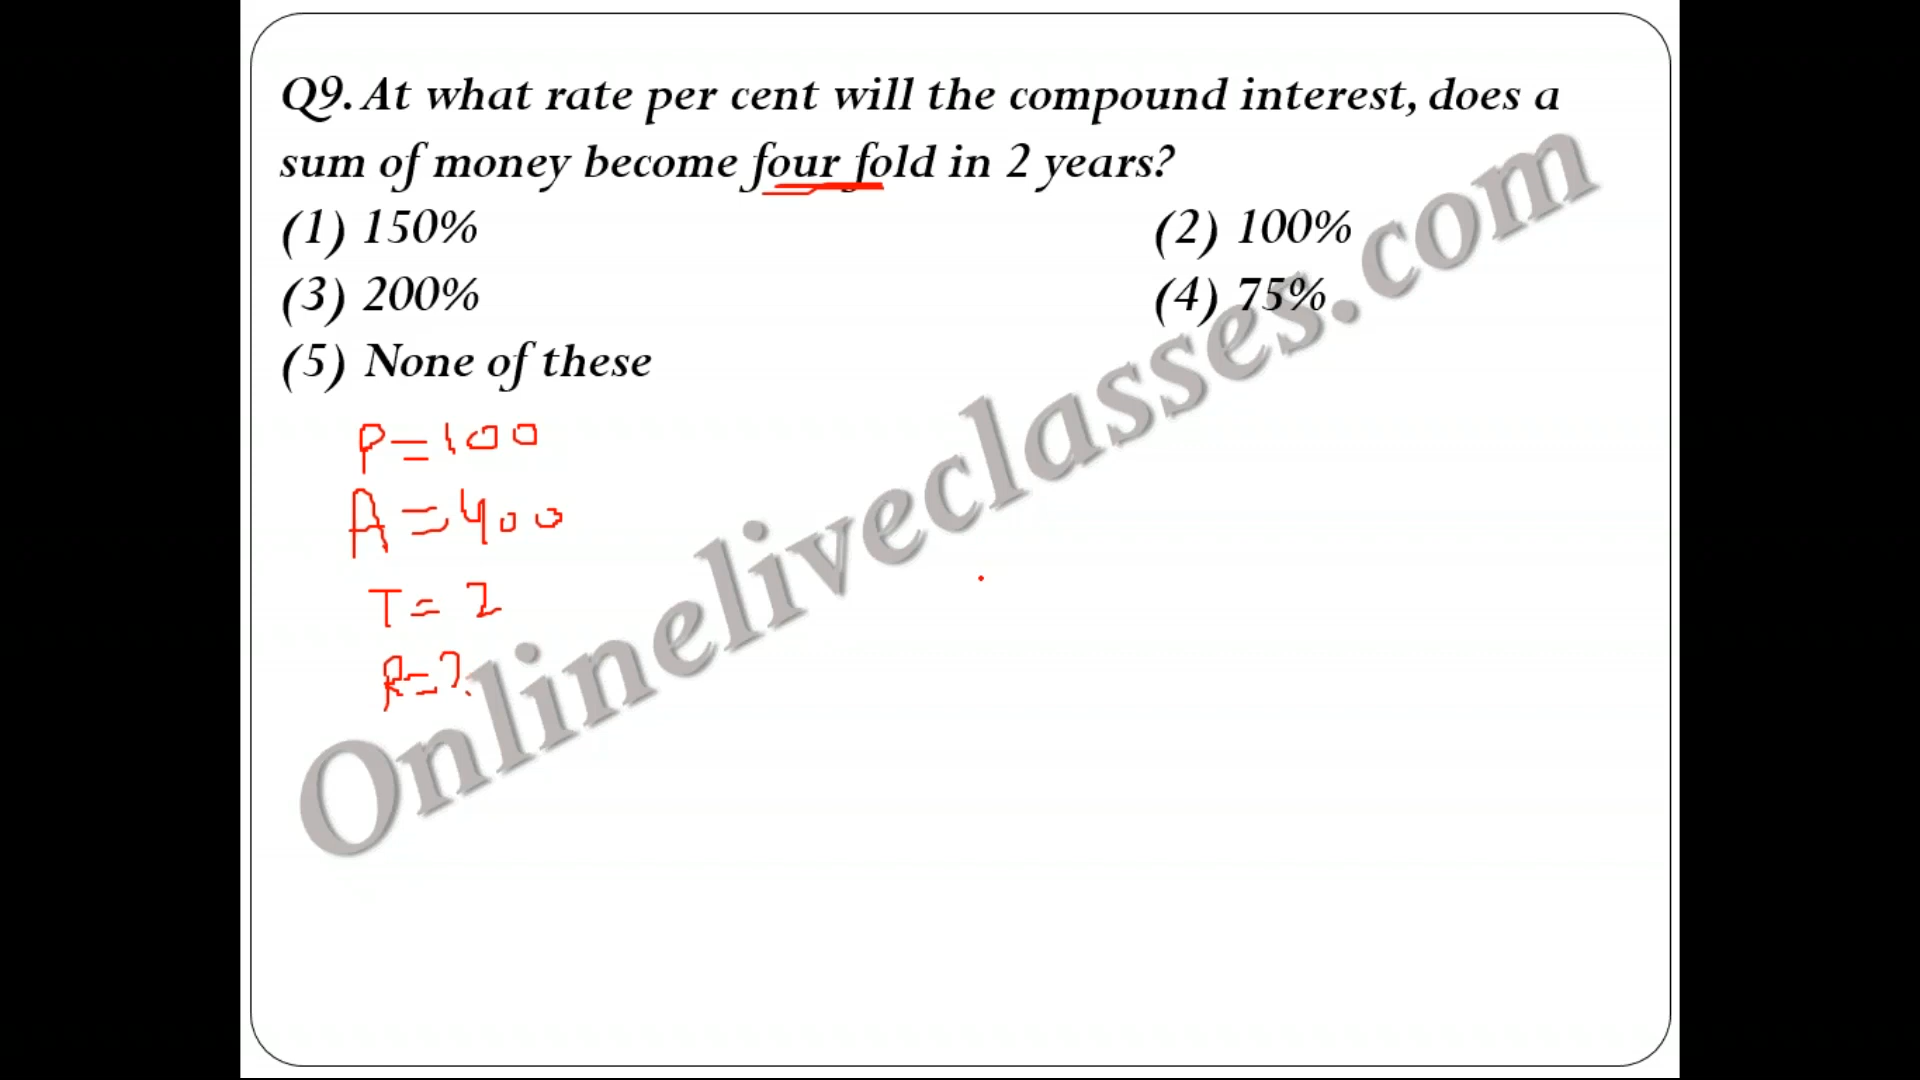 Q9. At what rate per cent will the compound interest, does a
sum of money become four fold in 2 years?
(1) 150% (2) 100%
(3) 200% (4) 75%
(5) None of these
P=100
A=400
T=2
R=?
Onlineliveclasses.com